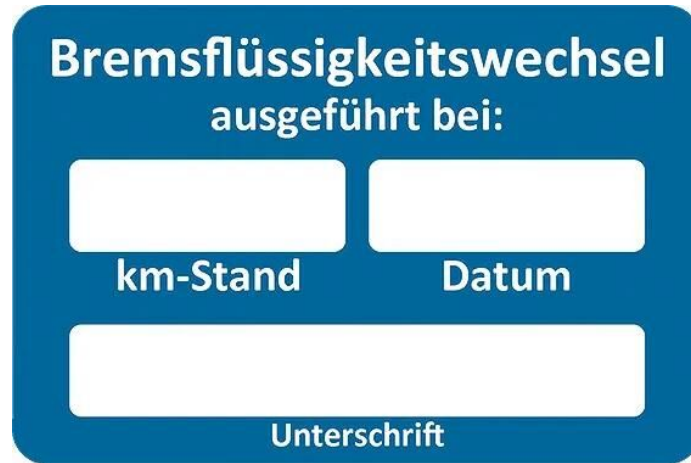 Bremsflüssigkeitswechsel
ausgeführt bei:
km-Stand Datum
Unterschrift